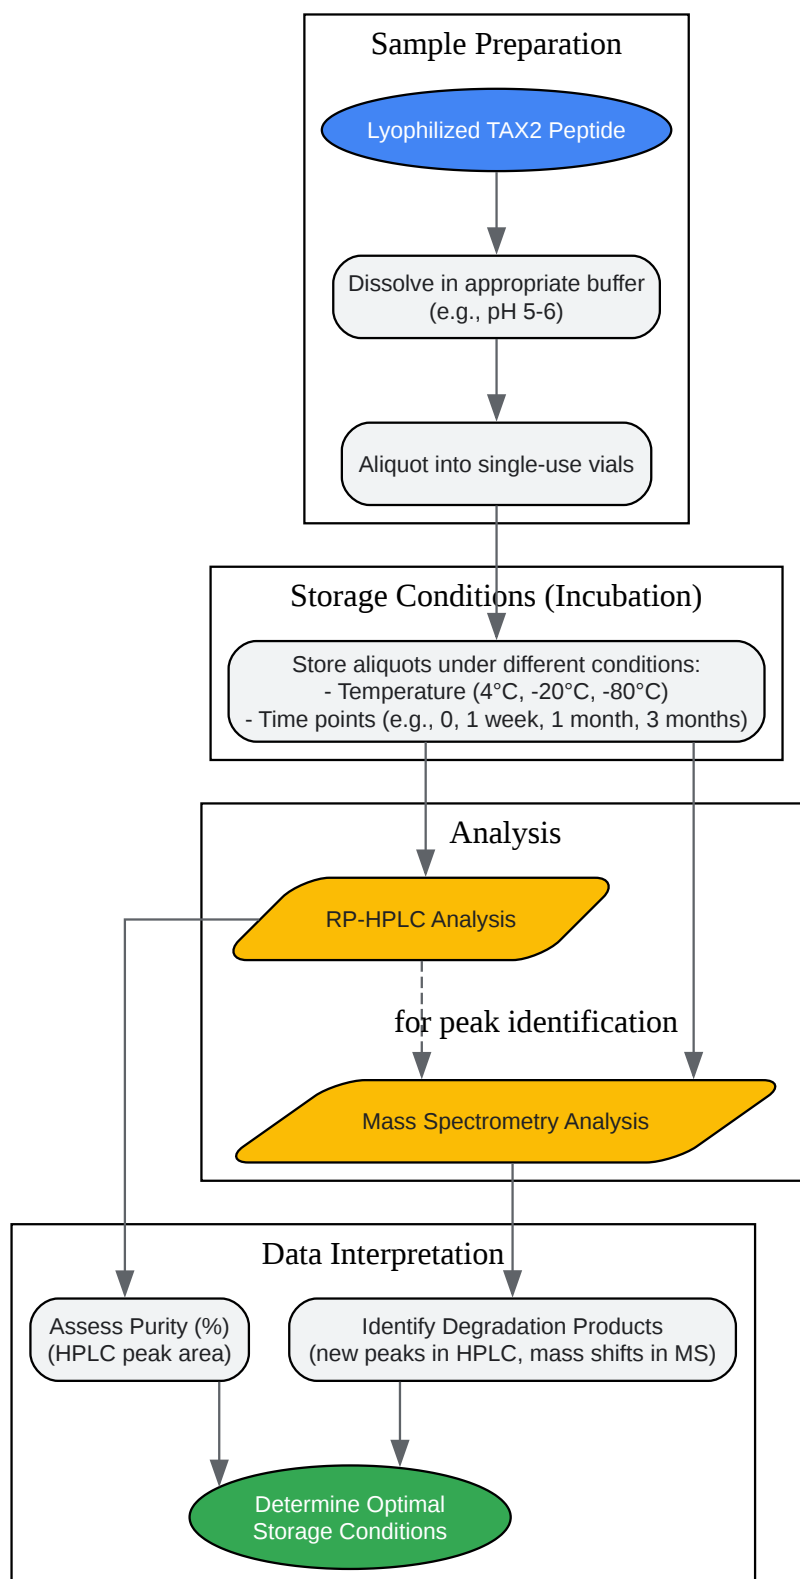 Sample Preparation
Lyophilized TAX2 Peptide
Dissolve in appropriate buffer
(e.g., pH 5-6)
Aliquot into single-use vials
Storage Conditions (Incubation)
Store aliquots under different conditions:
- Temperature (4°C, -20°C, -80°C)
- Time points (e.g., 0, 1 week, 1 month, 3 months)
Analysis
RP-HPLC Analysis
for peak identification
Mass Spectrometry Analysis
Data Interpretation
Assess Purity (%)
(HPLC peak area)
Identify Degradation Products
(new peaks in HPLC, mass shifts in MS)
Determine Optimal
Storage Conditions